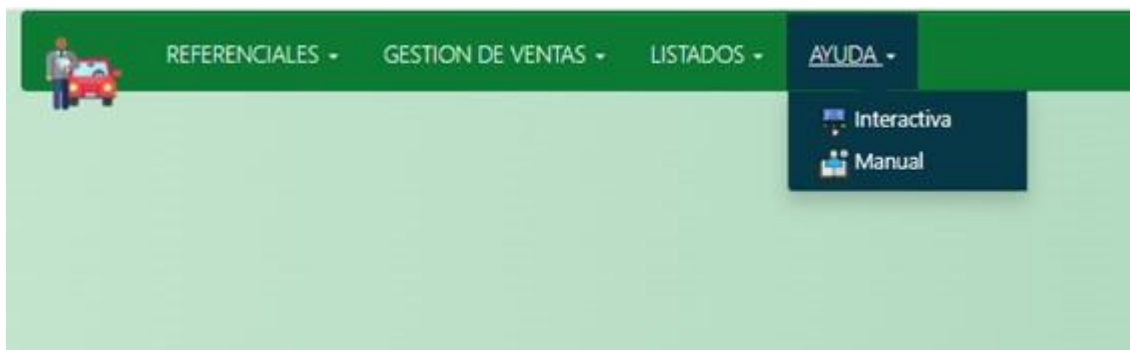 REFERENCIALES GESTION DE VENTAS LISTADOS AYUDA
Interactiva
Manual